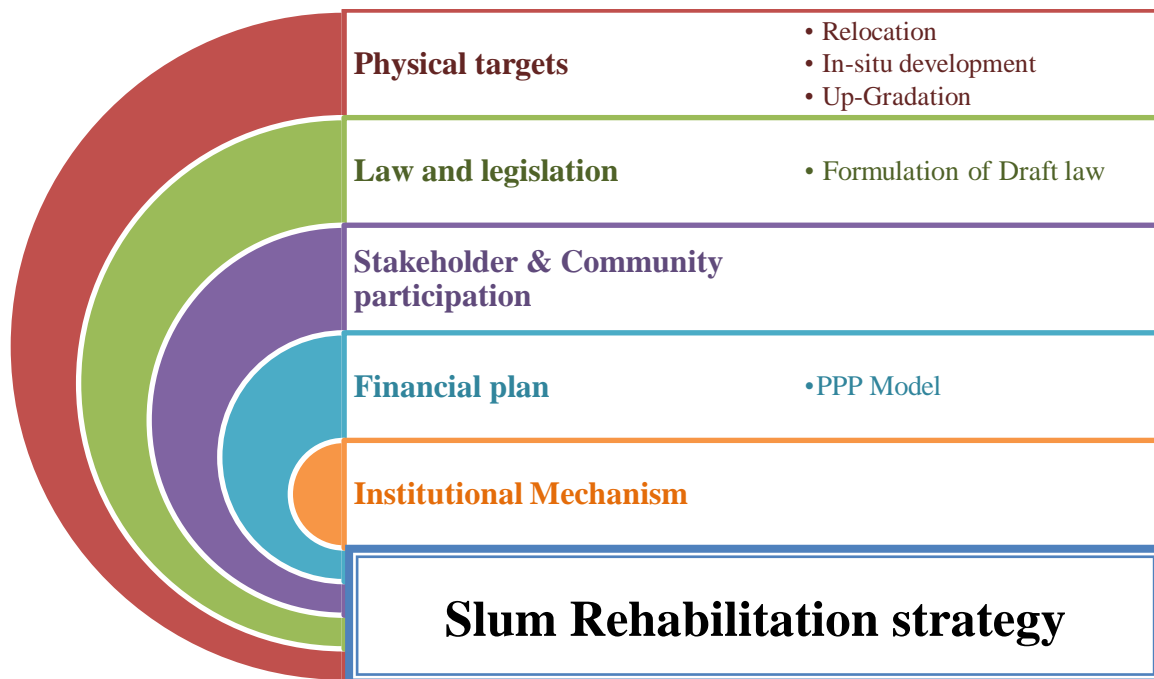 Physical targets
• Relocation
• In-situ development
• Up-Gradation
Law and legislation
• Formulation of Draft law
Stakeholder & Community
participation
Financial plan
•PPP Model
Institutional Mechanism
Slum Rehabilitation strategy